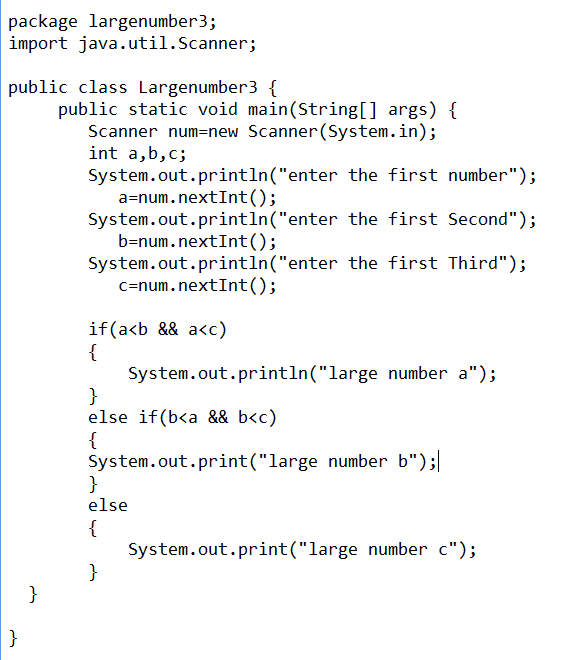 package largenumber3;
import java.util.Scanner;
public class Largenumber3 {
public static void main(String[] args) {
Scanner num=new Scanner(System.in);
int a,b,c;
System.out.println("enter the first number");
a=num.nextInt();
System.out.println("enter the first Second");
b=num.nextInt();
System.out.println("enter the first Third");
c=num.nextInt();
if(a<b && a<c)
{
System.out.println("large number a");
}
else if(b<a && b<c)
{
System.out.print("large number b");
}
else
{
System.out.print("large number c");
}
}
}